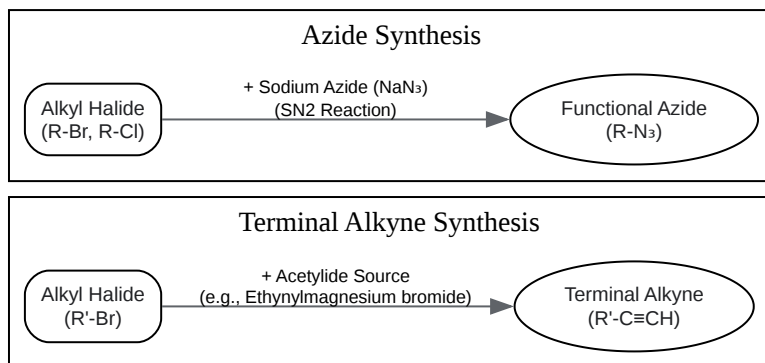 Azide Synthesis
+ Sodium Azide (NaN₃)
(SN2 Reaction)
Alkyl Halide
(R-Br, R-Cl)
Functional Azide
(R-N₃)
Terminal Alkyne Synthesis
+ Acetylide Source
(e.g., Ethynylmagnesium bromide)
Alkyl Halide
(R'-Br)
Terminal Alkyne
(R'-C≡CH)